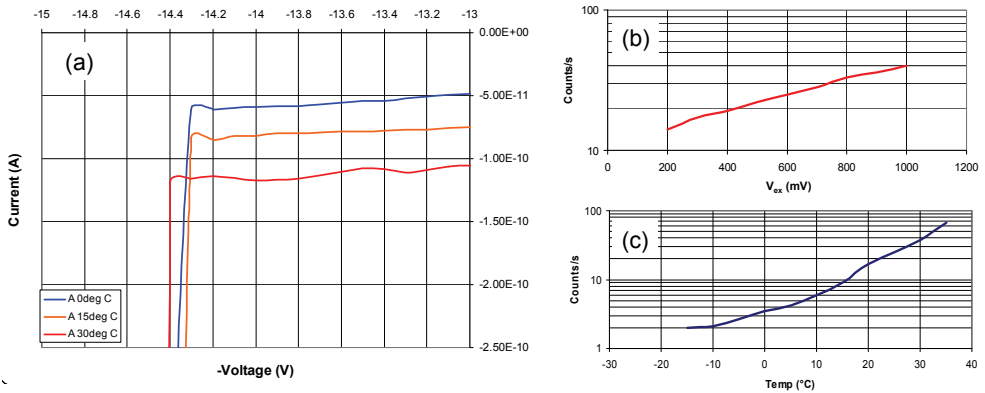 -15 -14.8 -14.6 -14.4 -14.2 -14 -13.8 -13.6 -13.4 -13.2 -13
0.00E+00
-5.00E-11
-1.00E-10
-1.50E-10
-2.00E-10
-2.50E-10
(a)
Current (A)
A 0deg C
A 15deg C
A 30deg C
-Voltage (V)
100
10
(b)
Counts/s
0 200 400 600 800 1000 1200
Vex (mV)
100
10
1
(c)
Counts/s
-30 -20 -10 0 10 20 30 40
Temp (°C)